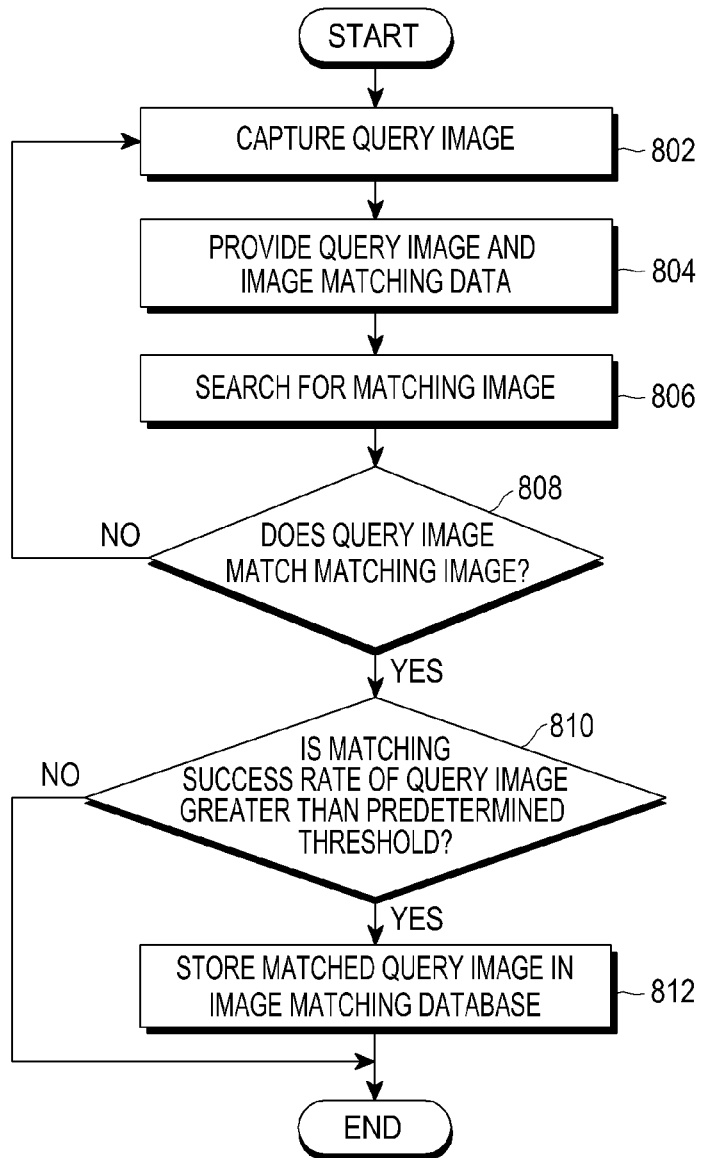 START
CAPTURE QUERY IMAGE
802
PROVIDE QUERY IMAGE AND
IMAGE MATCHING DATA
804
SEARCH FOR MATCHING IMAGE
806
808
NO
DOES QUERY IMAGE
MATCH MATCHING IMAGE?
YES
810
NO
IS MATCHING
SUCCESS RATE OF QUERY IMAGE
GREATER THAN PREDETERMINED
THRESHOLD?
YES
STORE MATCHED QUERY IMAGE IN
IMAGE MATCHING DATABASE
812
END